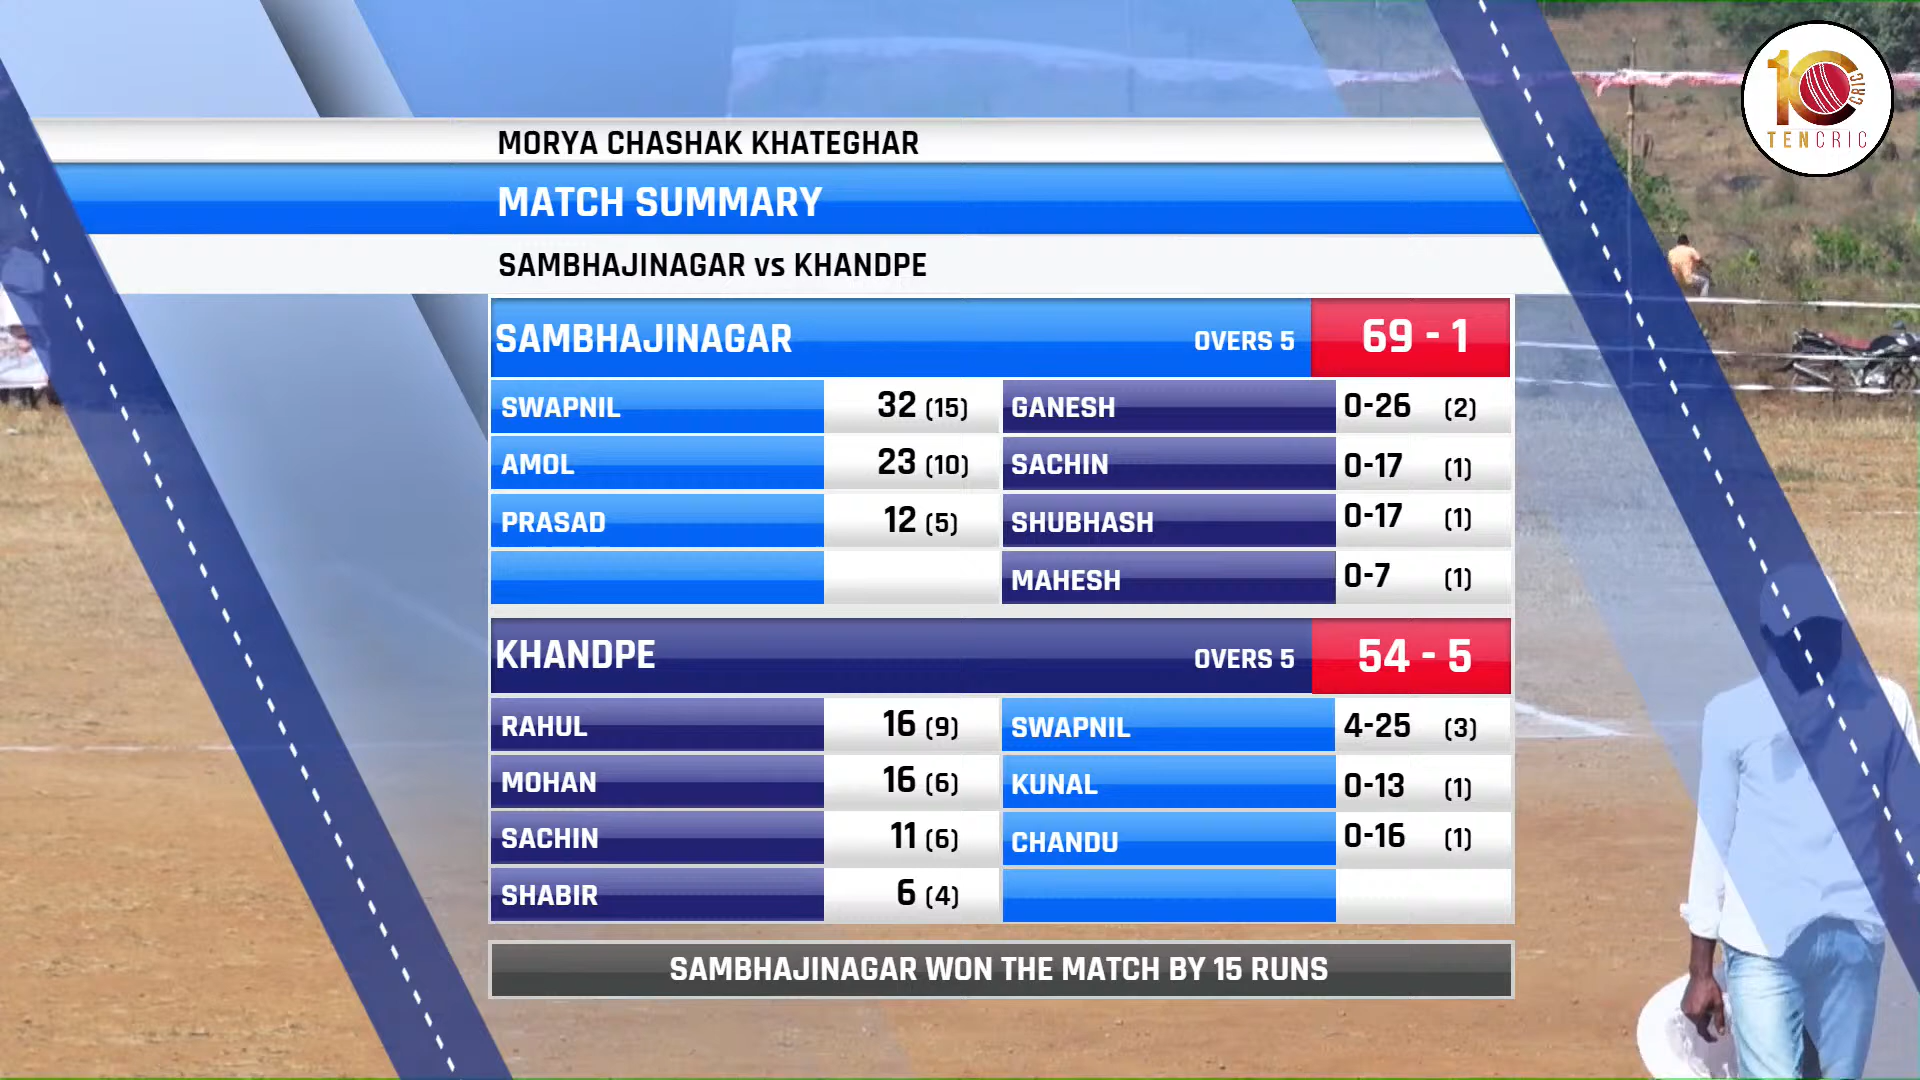 10 CRIC
TENCRIC
MORYA CHASHAK KHATEGHAR
MATCH SUMMARY
SAMBHAJINAGAR vs KHANDPE
SAMBHAJINAGAR OVERS 5 69 - 1
SWAPNIL 32 (15) GANESH 0-26 (2)
AMOL 23 (10) SACHIN 0-17 (1)
PRASAD 12 (5) SHUBHASH 0-17 (1)
MAHESH 0-7 (1)
KHANDPE OVERS 5 54 - 5
RAHUL 16 (9) SWAPNIL 4-25 (3)
MOHAN 16 (6) KUNAL 0-13 (1)
SACHIN 11 (6) CHANDU 0-16 (1)
SHABIR 6 (4)
SAMBHAJINAGAR WON THE MATCH BY 15 RUNS